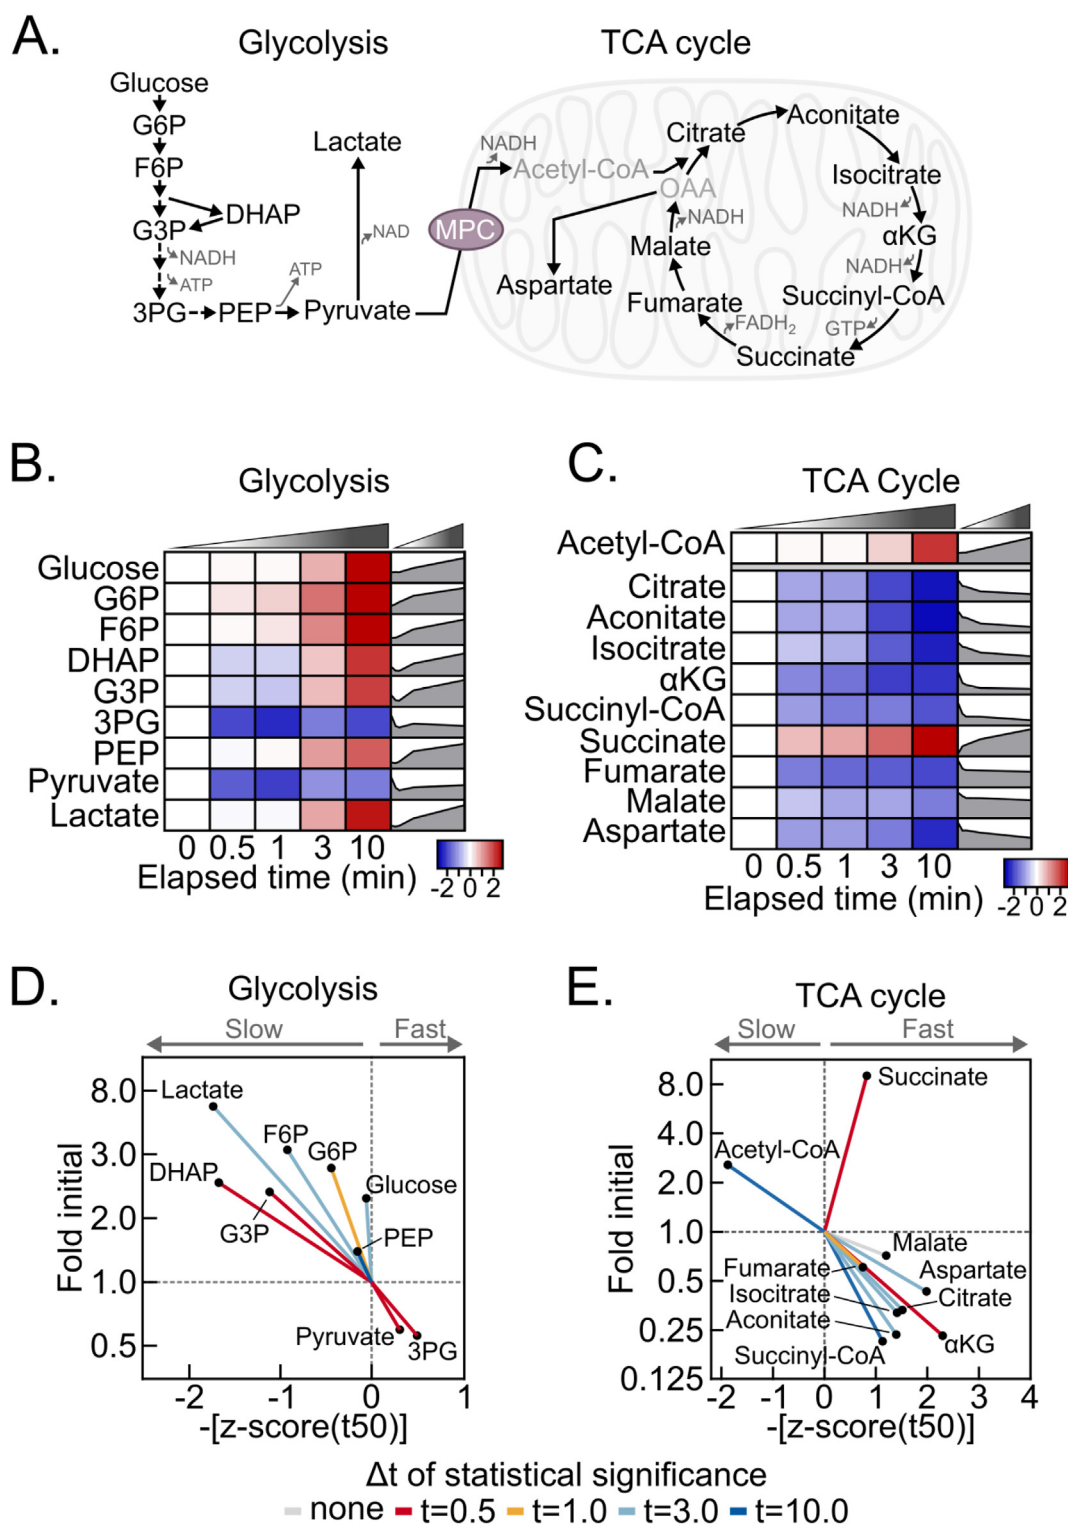 A.
Glycolysis
TCA cycle
Glucose
G6P
F6P
DHAP
G3P
NADH
ATP
3PG
PEP
ATP
Pyruvate
Lactate
NAD
MPC
NADH
Acetyl-CoA
Citrate
Aconitate
Isocitrate
NADH
αKG
NADH
Succinyl-CoA
GTP
Succinate
FADH₂
Fumarate
Malate
NADH
OAA
Aspartate
B.
Glycolysis
Glucose
G6P
F6P
DHAP
G3P
3PG
PEP
Pyruvate
Lactate
0 0.5 1 3 10
Elapsed time (min)
-2 0 2
C.
TCA Cycle
Acetyl-CoA
Citrate
Aconitate
Isocitrate
αKG
Succinyl-CoA
Succinate
Fumarate
Malate
Aspartate
0 0.5 1 3 10
Elapsed time (min)
-2 0 2
D.
Glycolysis
Slow Fast
Fold initial
8.0
3.0
2.0
1.0
0.5
Lactate
F6P
G6P
DHAP
Glucose
G3P
PEP
Pyruvate
3PG
-2 -1 0 1
-[z-score(t50)]
E.
TCA cycle
Slow Fast
Fold initial
8.0
4.0
2.0
1.0
0.5
0.25
0.125
Succinate
Acetyl-CoA
Malate
Fumarate
Aspartate
Isocitrate
Citrate
Aconitate
Succinyl-CoA
αKG
-2 -1 0 1 2 3 4
-[z-score(t50)]
Δt of statistical significance
none t=0.5 t=1.0 t=3.0 t=10.0